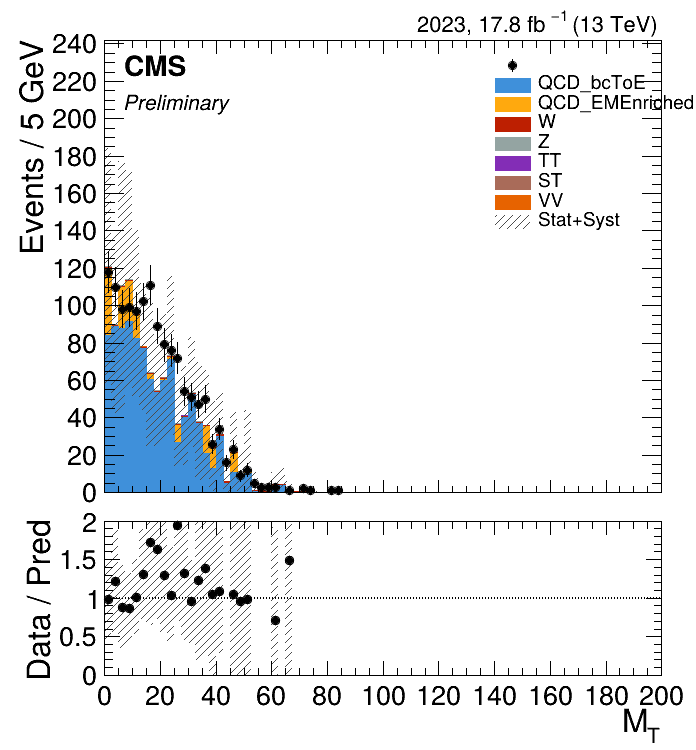 2023, 17.8 fb⁻¹ (13 TeV)
CMS
Preliminary
QCD_bcToE
QCD_EMEnriched
W
Z
TT
ST
VV
Stat+Syst
Events / 5 GeV
240
220
200
180
160
140
120
100
80
60
40
20
0
Data / Pred
2
1.5
1
0.5
0
0 20 40 60 80 100 120 140 160 180 200
M_T